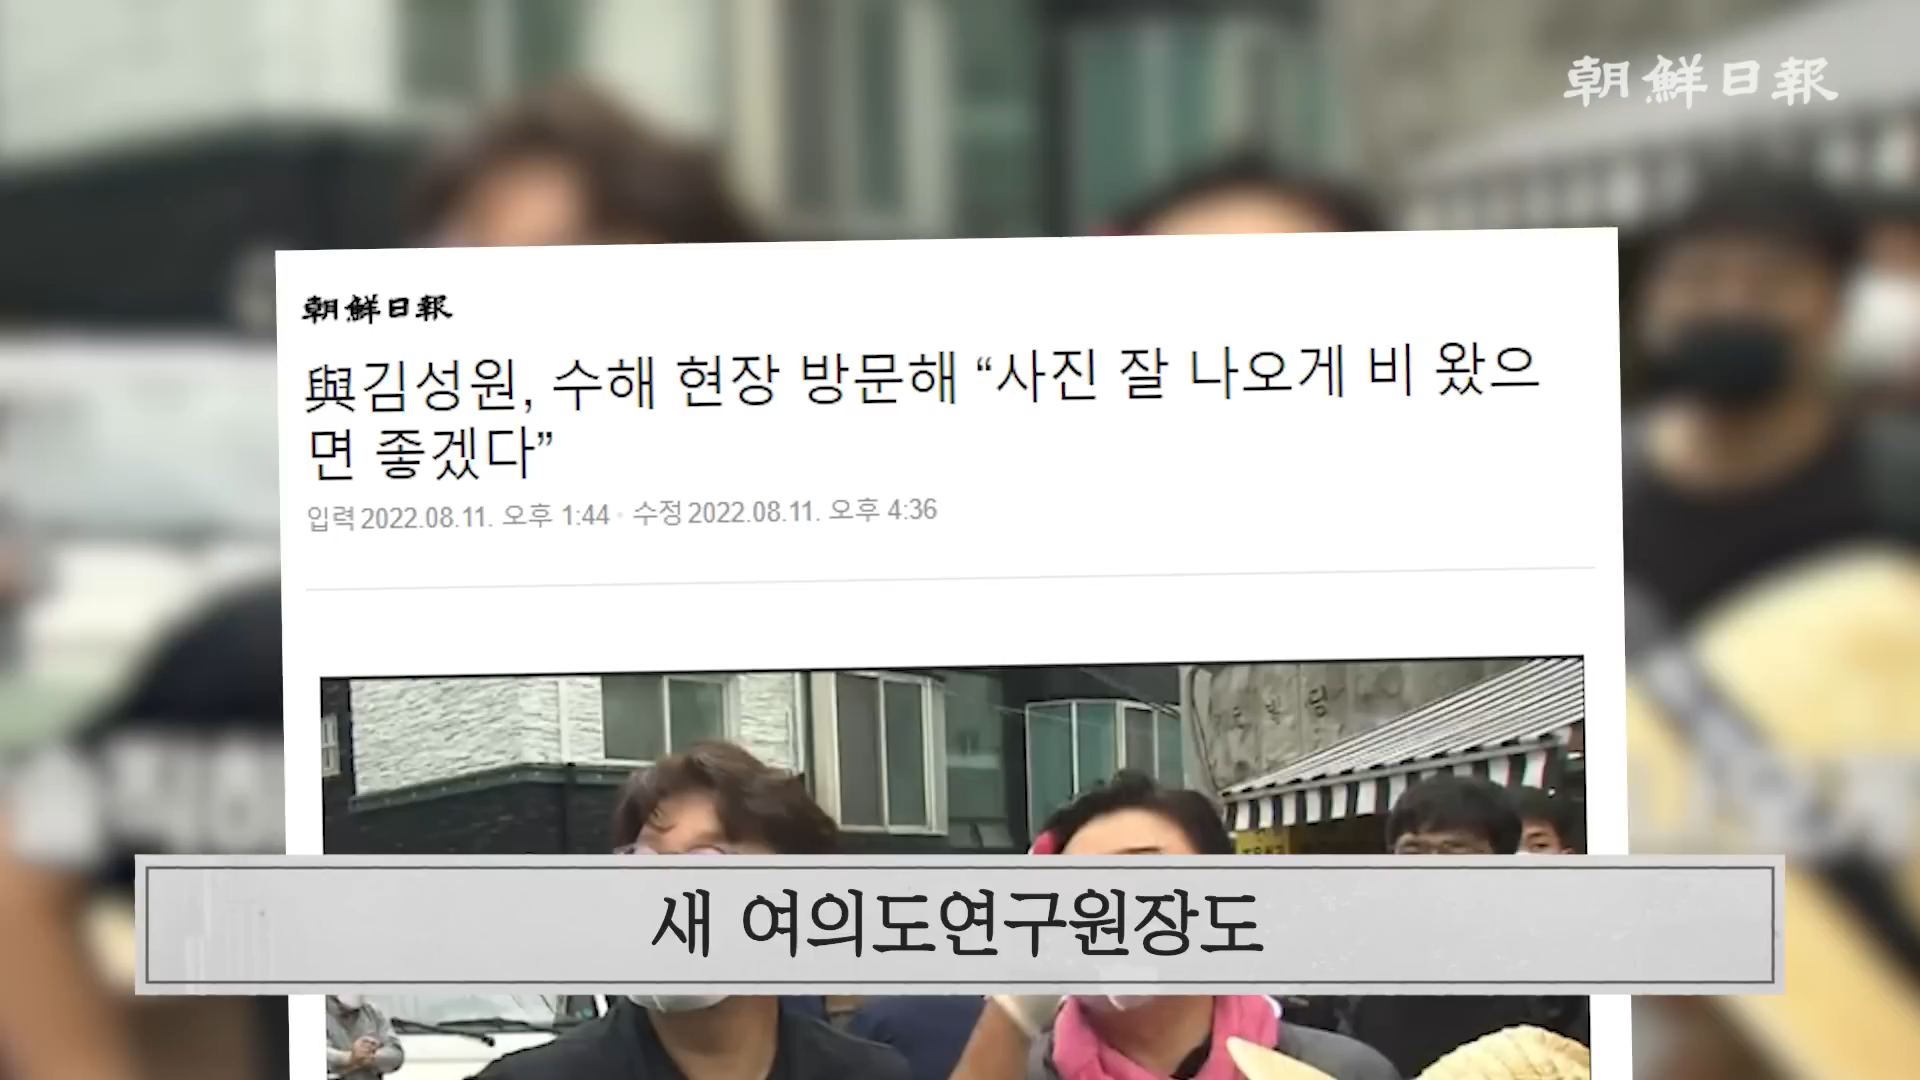 朝鮮日報
朝鮮日報
與김성원, 수해 현장 방문해 “사진 잘 나오게 비 왔으
면 좋겠다”
입력 2022.08.11. 오후 1:44 · 수정 2022.08.11. 오후 4:36
새 여의도연구원장도